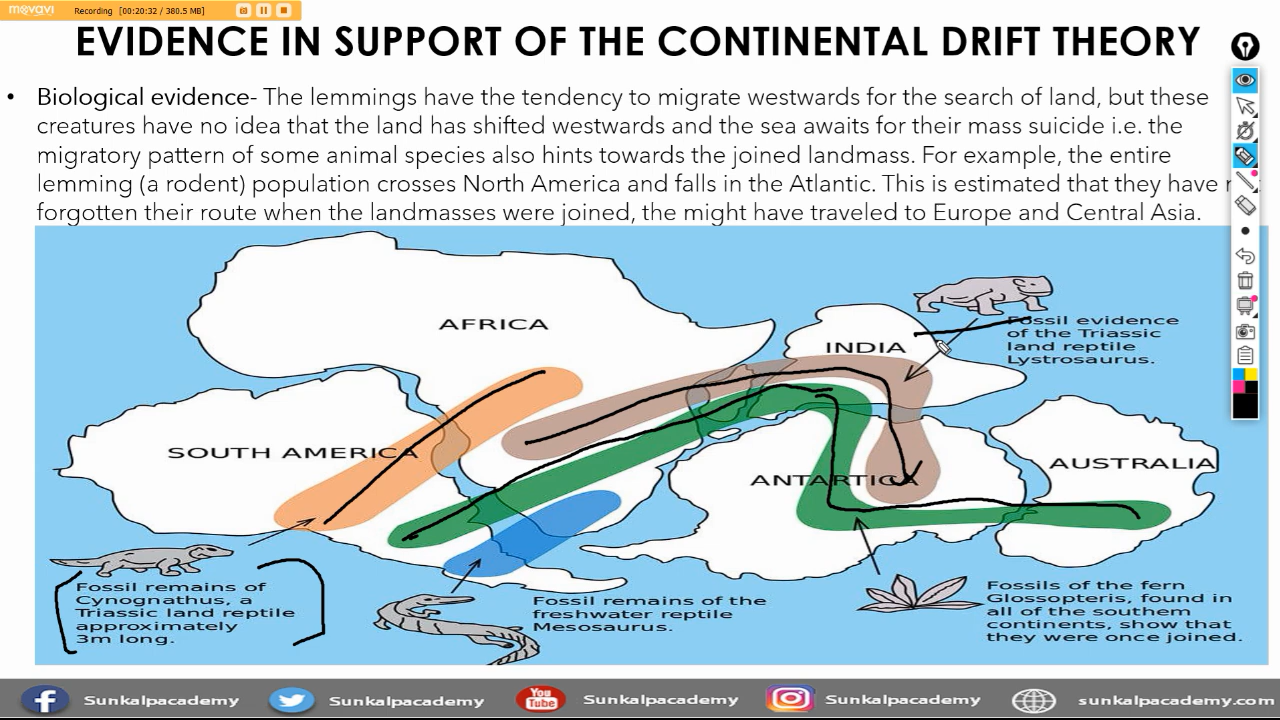 movavi Recording [00:20:32 / 380.5 MB]
EVIDENCE IN SUPPORT OF THE CONTINENTAL DRIFT THEORY
• Biological evidence- The lemmings have the tendency to migrate westwards for the search of land, but these
creatures have no idea that the land has shifted westwards and the sea awaits for their mass suicide i.e. the
migratory pattern of some animal species also hints towards the joined landmass. For example, the entire
lemming (a rodent) population crosses North America and falls in the Atlantic. This is estimated that they have
forgotten their route when the landmasses were joined, the might have traveled to Europe and Central Asia.
AFRICA
INDIA
Fossil evidence
of the Triassic
land reptile
Lystrosaurus.
SOUTH AMERICA
ANTARTICA
AUSTRALIA
Fossil remains of
Cynognathus, a
Triassic land reptile
approximately
3m long.
Fossil remains of the
freshwater reptile
Mesosaurus.
Fossils of the fern
Glossopteris, found in
all of the southem
continents, show that
they were once joined.
Sunkalpacademy
Sunkalpacademy
You Tube Sunkalpacademy
Sunkalpacademy
sunkalpacademy.com